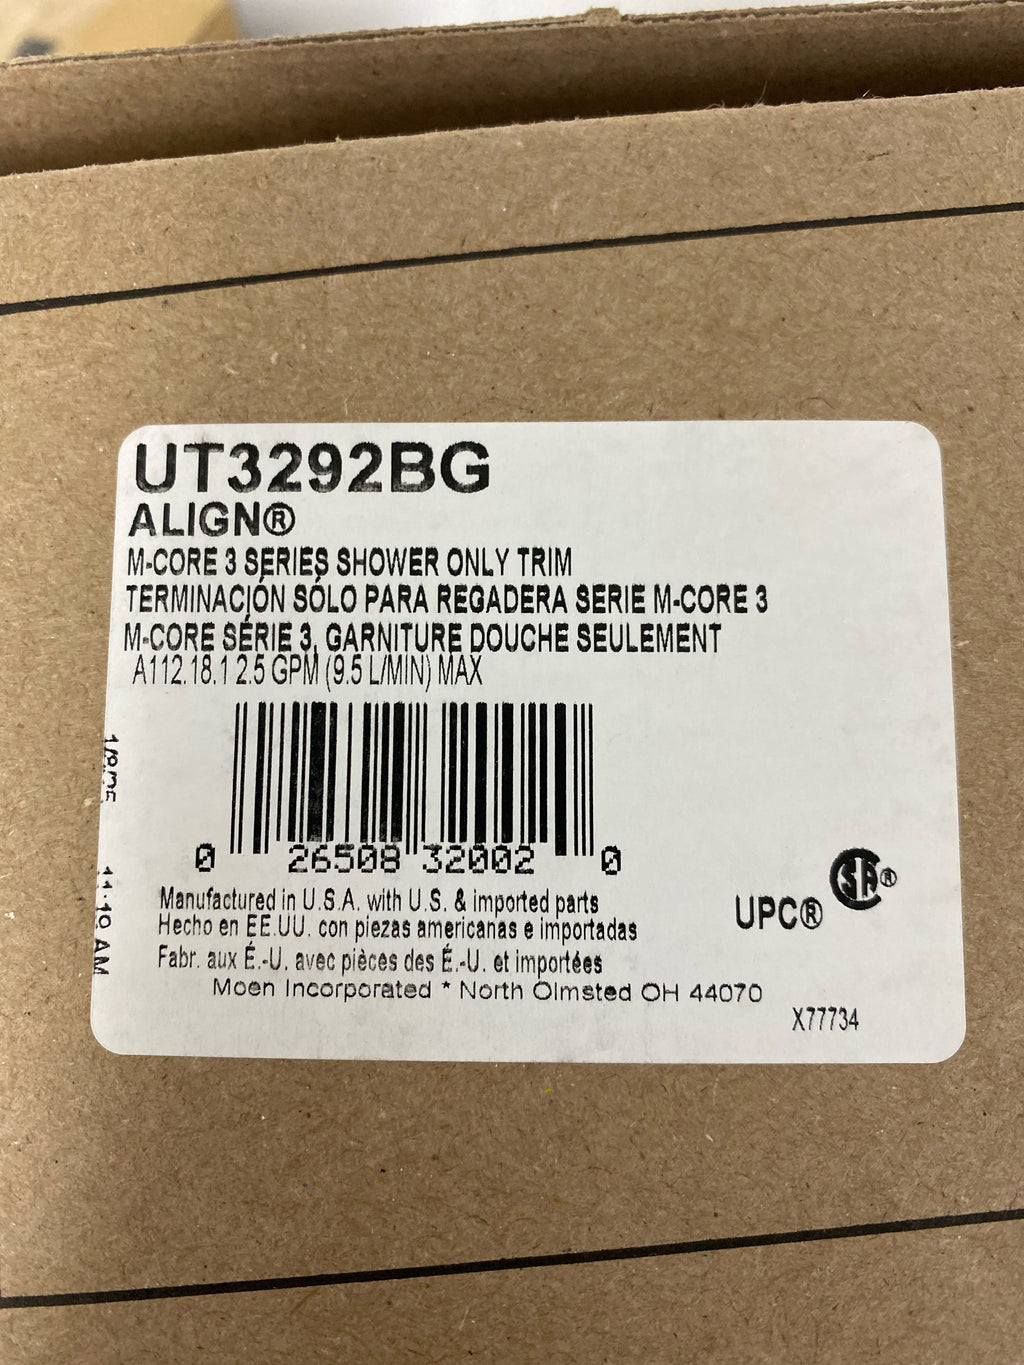 UT3292BG
ALIGN®
M-CORE 3 SERIES SHOWER ONLY TRIM
TERMINACIÓN SÓLO PARA REGADERA SERIE M-CORE 3
M-CORE SÉRIE 3, GARNITURE DOUCHE SEULEMENT
A112.18.1 2.5 GPM (9.5 L/MIN) MAX
0 26508 32002 0
Manufactured in U.S.A. with U.S. & imported parts
Hecho en EE.UU. con piezas americanas e importadas
Fabr. aux É.-U. avec pièces des É.-U. et importées
Moen Incorporated * North Olmsted OH 44070
UPC® SA®
X77734
AM